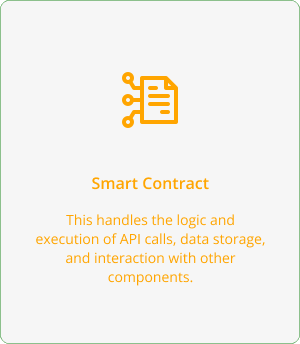 Smart Contract
This handles the logic and
execution of API calls, data storage,
and interaction with other
components.